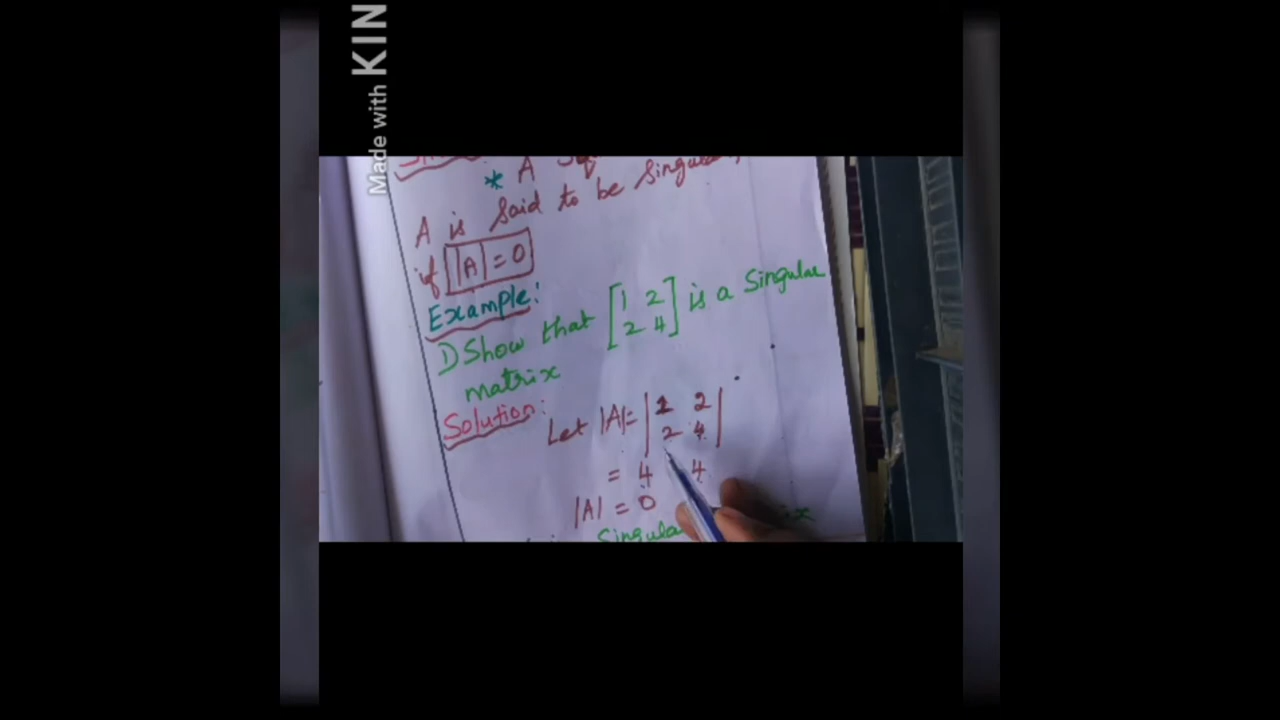 Made with KIN
* A
A is said to be Singular,
if |A| = 0
Example:
1) Show that [1 2 is a Singular
2 4]
matrix
Solution:
Let |A| = |1 2
2 4|
= 4 4
|A| = 0
Singula